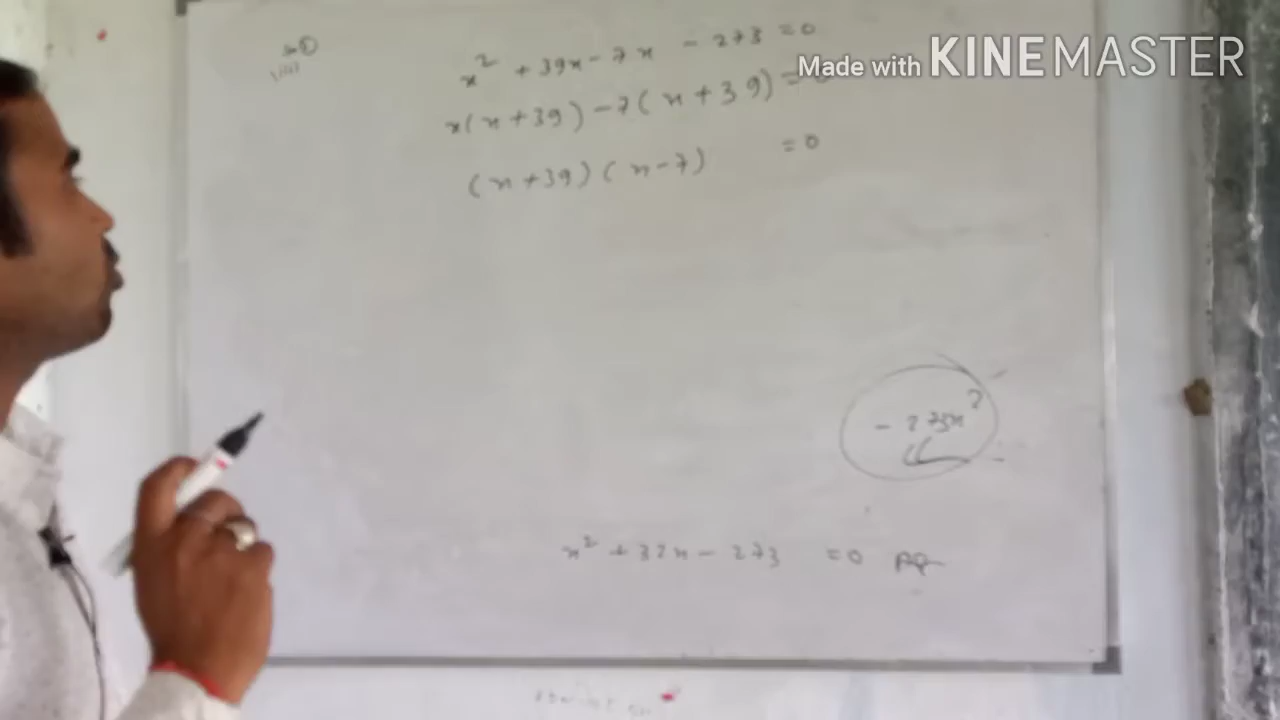 x² + 39x - 7x - 273 = 0
Made with KINEMASTER
x(x + 39) - 7(x + 39) = 0
(x + 39)(x - 7) = 0
- 273x²
x² + 32x - 273 = 0